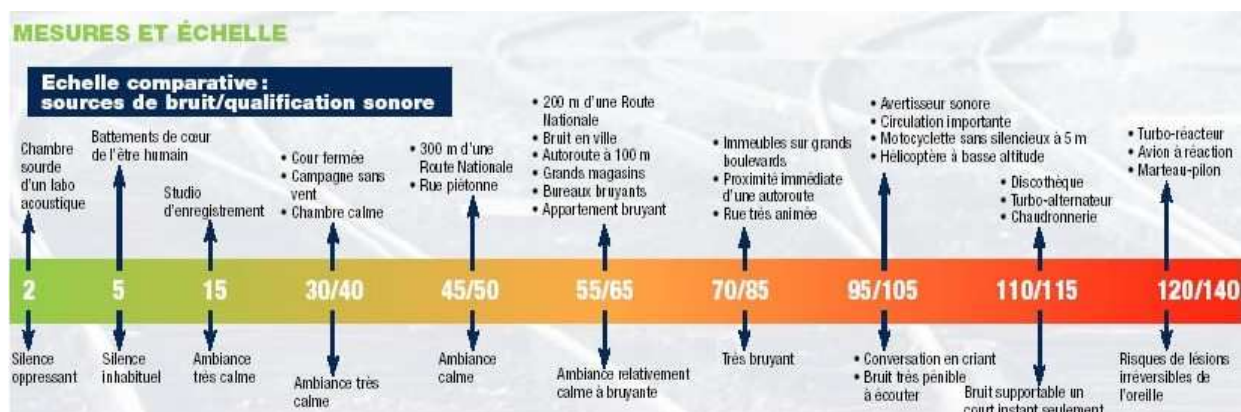 MESURES ET ÉCHELLE
Echelle comparative :
sources de bruit/qualification sonore
Chambre
sourde
d'un labo
acoustique
Battements de cœur
de l'être humain
Studio
d'enregistrement
• Cour fermée
• Campagne sans
vent
• Chambre calme
• 300 m d'une
Route Nationale
• Rue piétonne
• 200 m d'une Route
Nationale
• Bruit en ville
• Autoroute à 100 m
• Grands magasins
• Bureaux bruyants
• Appartement bruyant
• Immeubles sur grands
boulevards
• Proximité immédiate
d'une autoroute
• Rue très animée
• Avertisseur sonore
• Circulation importante
• Motocyclette sans silencieux à 5 m
• Hélicoptère à basse altitude
• Discothèque
• Turbo-alternateur
• Chaudronnerie
• Turbo-réacteur
• Avion à réaction
• Marteau-pilon
2 5 15 30/40 45/50 55/65 70/85 95/105 110/115 120/140
Silence
oppressant
Silence
inhabituel
Ambiance
très calme
Ambiance très
calme
Ambiance
calme
Ambiance relativement
calme à bruyante
Très bruyant
• Conversation en criant
• Bruit très pénible
à écouter
Bruit supportable un
court instant seulement
Risques de lésions
irréversibles de
l'oreille